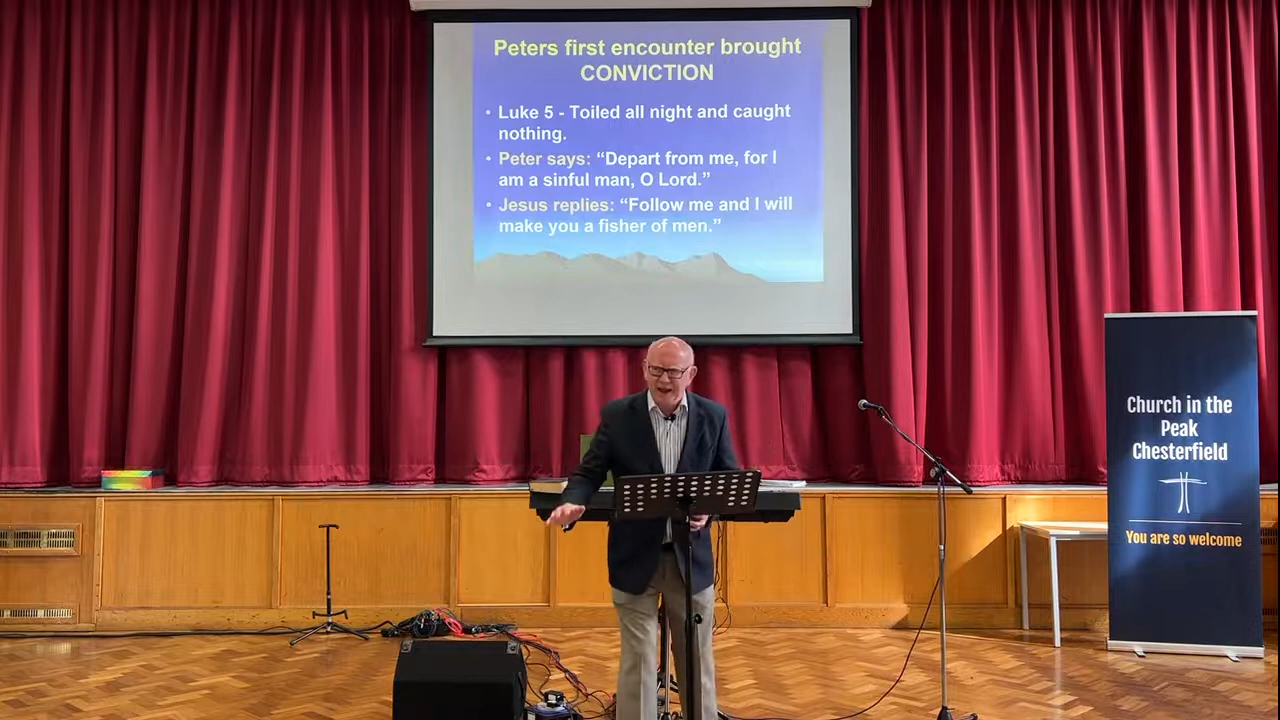 Peters first encounter brought
CONVICTION
• Luke 5 - Toiled all night and caught
nothing.
• Peter says: “Depart from me, for I
am a sinful man, O Lord.”
• Jesus replies: “Follow me and I will
make you a fisher of men.”
Church in the
Peak
Chesterfield
You are so welcome